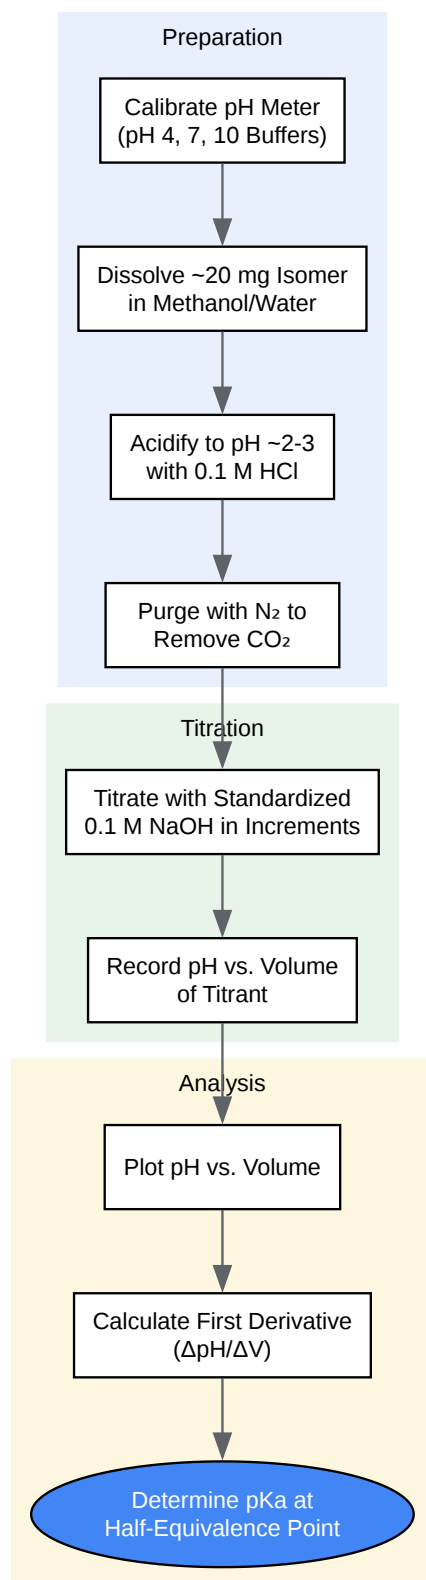 Preparation
Calibrate pH Meter
(pH 4, 7, 10 Buffers)
Dissolve ~20 mg Isomer
in Methanol/Water
Acidify to pH ~2-3
with 0.1 M HCl
Purge with N₂ to
Remove CO₂
Titration
Titrate with Standardized
0.1 M NaOH in Increments
Record pH vs. Volume
of Titrant
Analysis
Plot pH vs. Volume
Calculate First Derivative
(ΔpH/ΔV)
Determine pKa at
Half-Equivalence Point